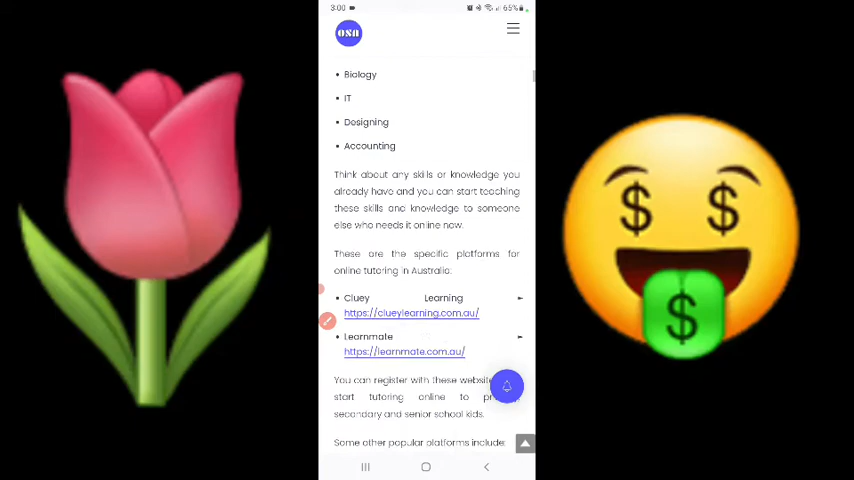 3:00
65%
osa
Biology
IT
Designing
Accounting
Think about any skills or knowledge you
already have and you can start teaching
these skills and knowledge to someone
else who needs it online now.
These are the specific platforms for
online tutoring in Australia:
Cluey Learning ►
https://clueylearning.com.au/
Learnmate ►
https://learnmate.com.au/
You can register with these
start tutoring online to
secondary and senior school kids.
Some other popular platforms include:
$ $
$